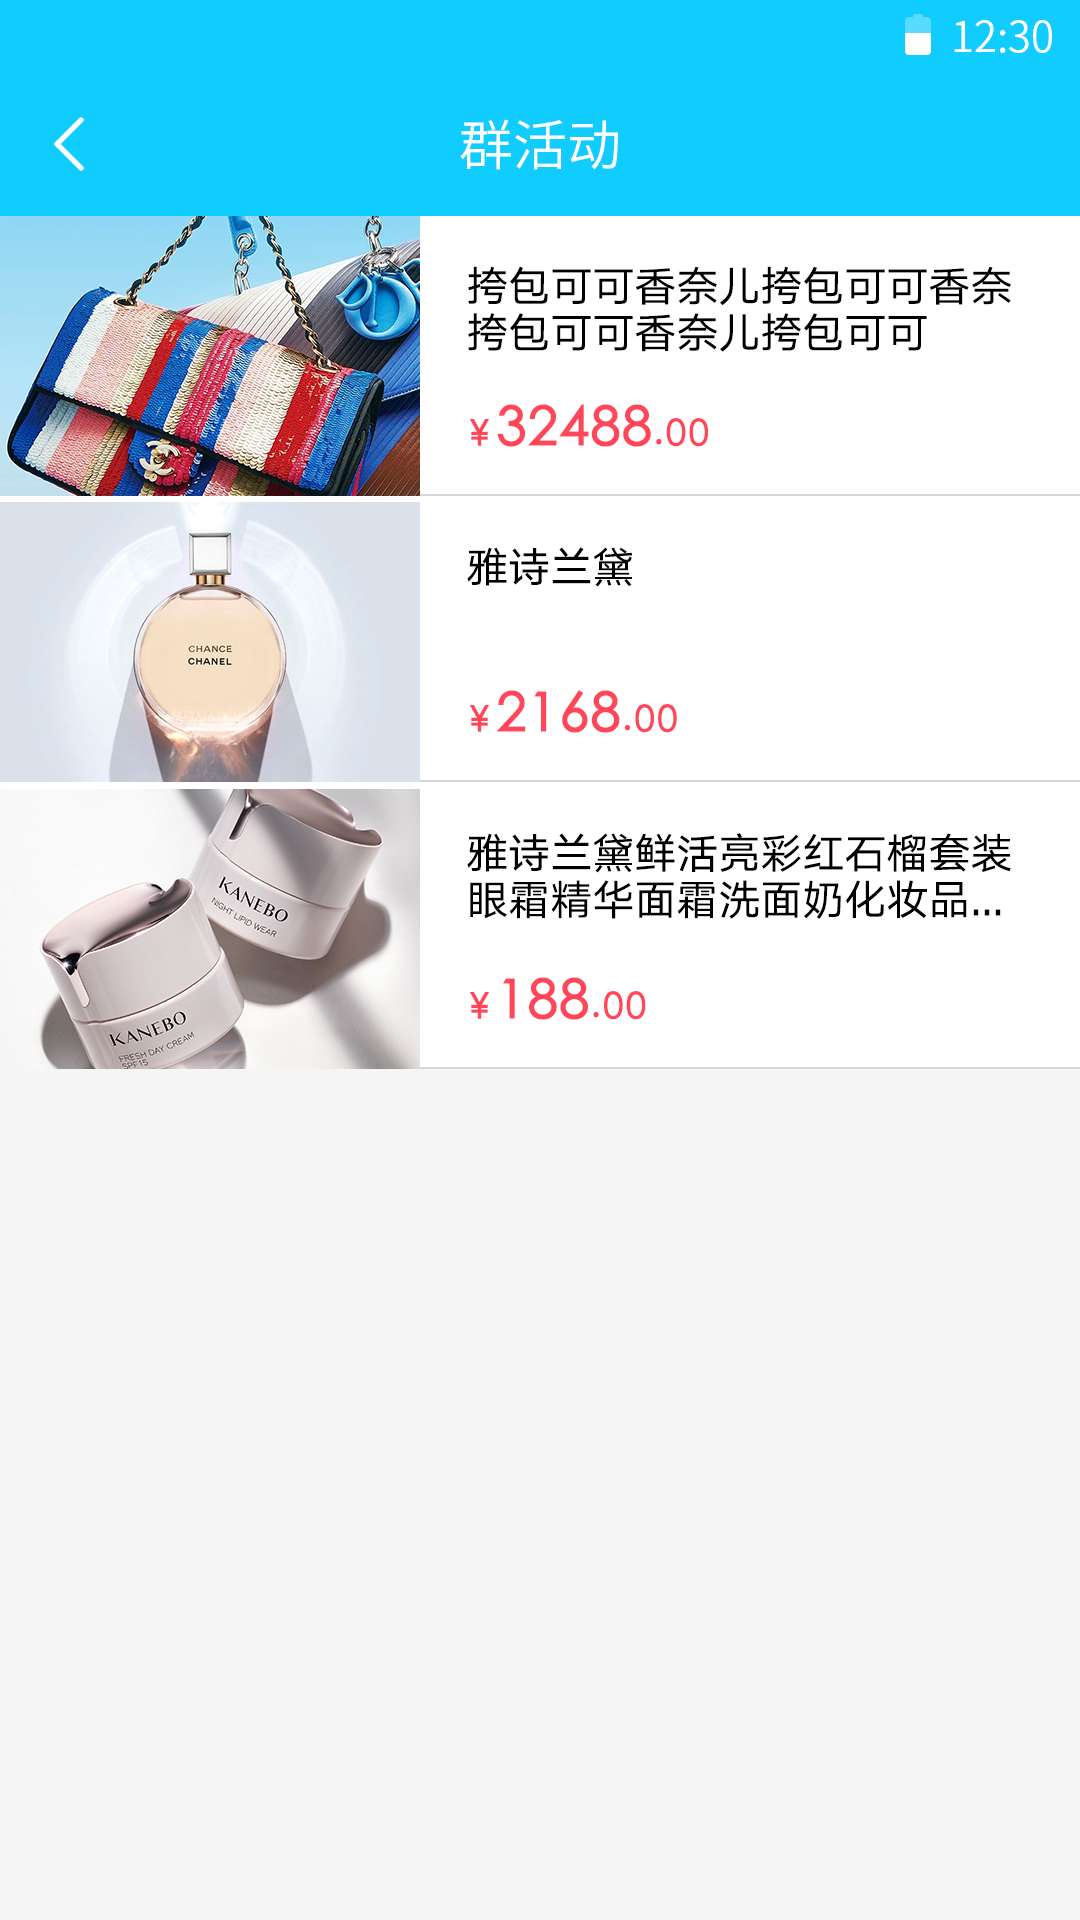 12:30
群活动
挎包可可香奈儿挎包可可香奈
挎包可可香奈儿挎包可可
¥32488.00
CHANCE
CHANEL
雅诗兰黛
¥2168.00
KANEBO
NIGHT LIPID WEAR
KANEBO
FRESH DAY CREAM
SPF15
雅诗兰黛鲜活亮彩红石榴套装
眼霜精华面霜洗面奶化妆品...
¥188.00